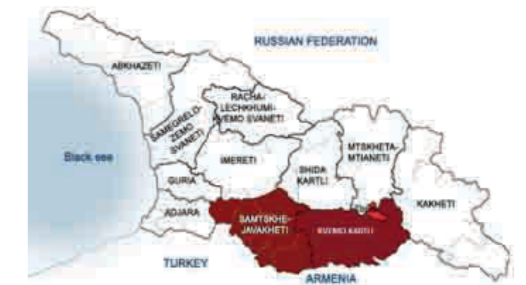 RUSSIAN FEDERATION
ABKHAZETI
RACHA-
LECHKHUMI-
KVEMO SVANETI
SAMEGRELO-
ZEMO
SVANETI
MTSKHETA-
MTIANETI
Black see
IMERETI
SHIDA
KARTLI
GURIA
KAKHETI
ADJARA
SAMTSKHE-
JAVAKHETI
KVEMO KARTLI
TURKEY
ARMENIA